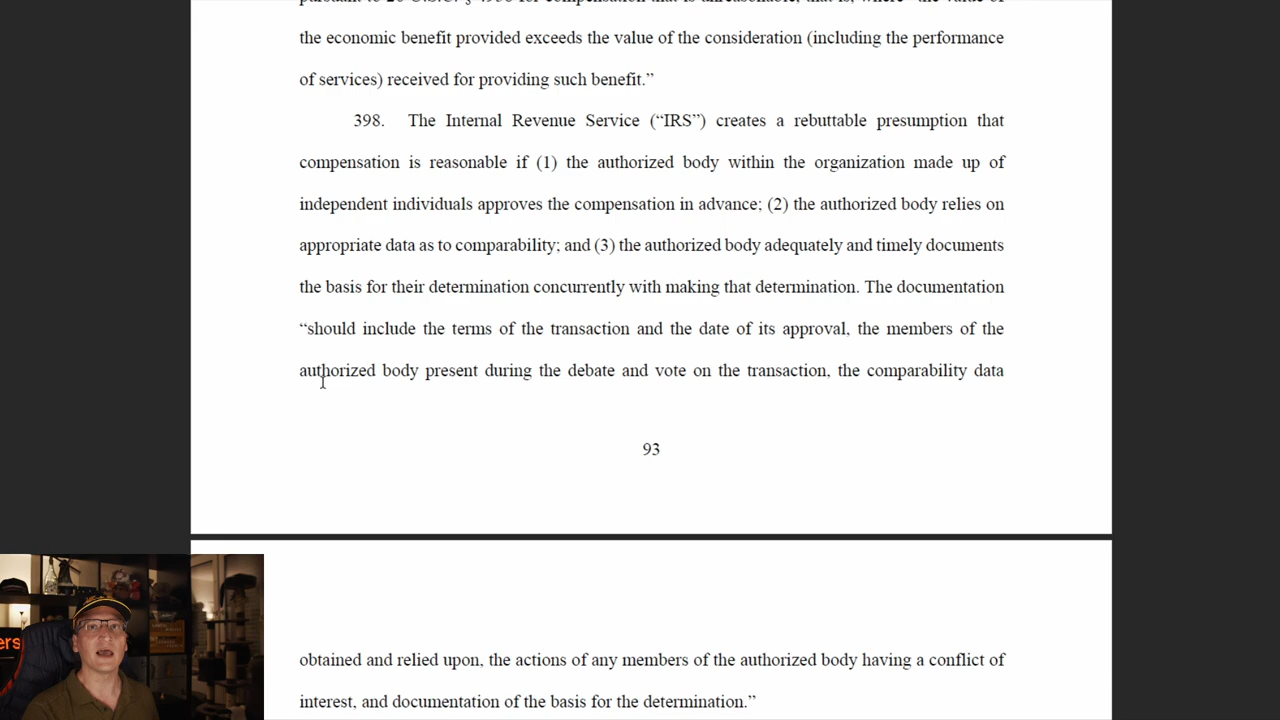 the economic benefit provided exceeds the value of the consideration (including the performance
of services) received for providing such benefit.”
398. The Internal Revenue Service (“IRS”) creates a rebuttable presumption that
compensation is reasonable if (1) the authorized body within the organization made up of
independent individuals approves the compensation in advance; (2) the authorized body relies on
appropriate data as to comparability; and (3) the authorized body adequately and timely documents
the basis for their determination concurrently with making that determination. The documentation
“should include the terms of the transaction and the date of its approval, the members of the
authorized body present during the debate and vote on the transaction, the comparability data
93
ers
obtained and relied upon, the actions of any members of the authorized body having a conflict of
interest, and documentation of the basis for the determination.”